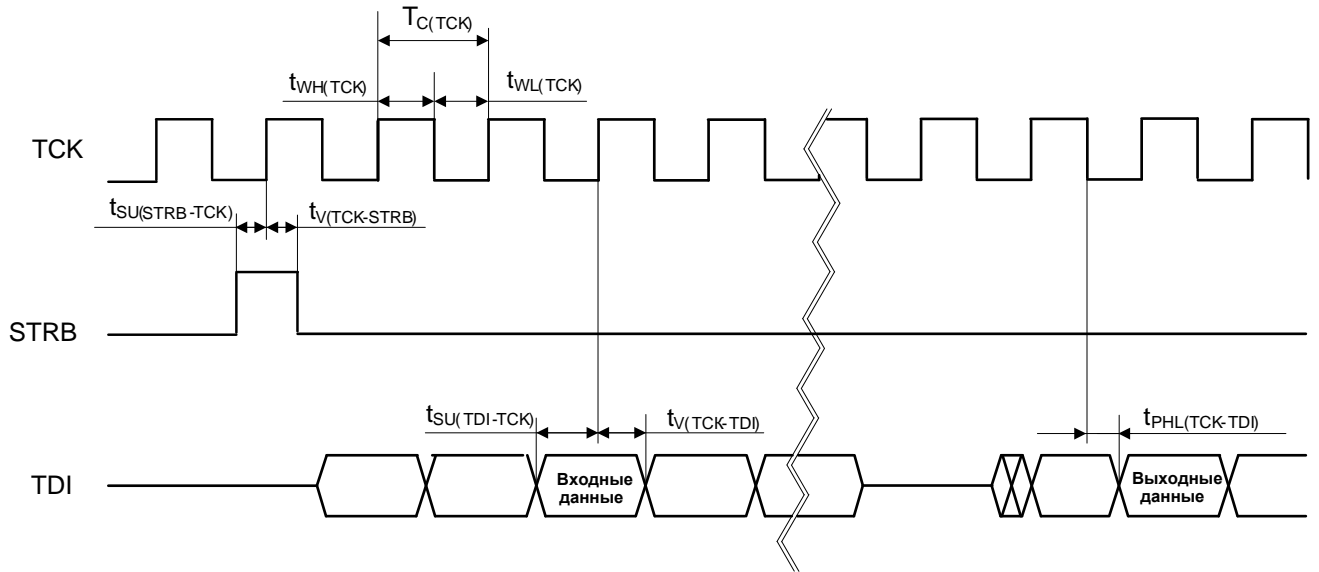 TC(TCK)
tWH(TCK)
tWL(TCK)
TCK
tSU(STRB-TCK)
tV(TCK-STRB)
STRB
tSU(TDI-TCK)
tV(TCK-TDI)
tPHL(TCK-TDI)
TDI
Входные
данные
Выходные
данные